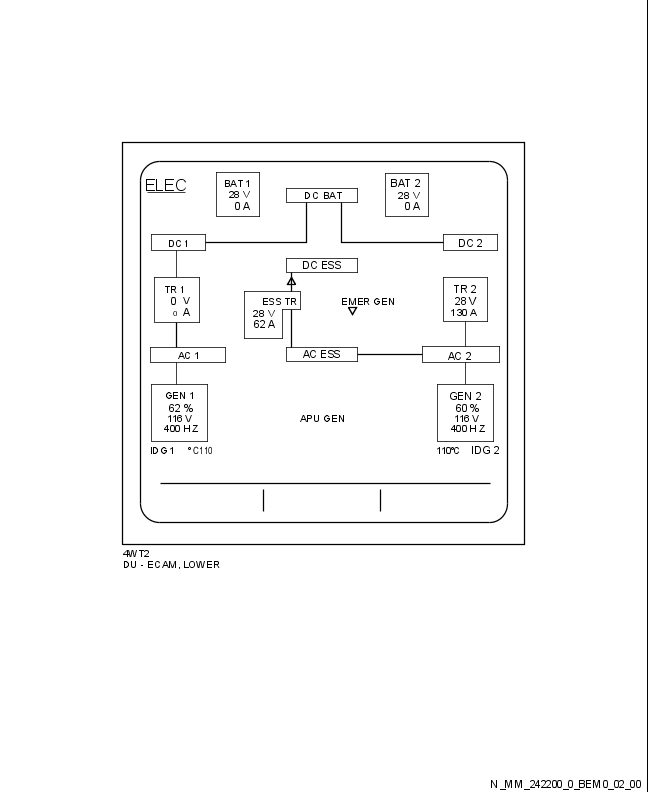 ELEC
BAT 1
28 V
0 A
DC BAT
BAT 2
28 V
0 A
DC 1
DC 2
DC ESS
TR 1
0 V
0 A
ESS TR
28 V
62 A
EMER GEN
TR 2
28 V
130 A
AC 1
AC ESS
AC 2
GEN 1
62 %
116 V
400 HZ
APU GEN
GEN 2
60 %
116 V
400 HZ
IDG 1 °C110
110°C IDG 2
4WT2
DU - ECAM, LOWER
N_MM_242200_0_BEM0_02_00